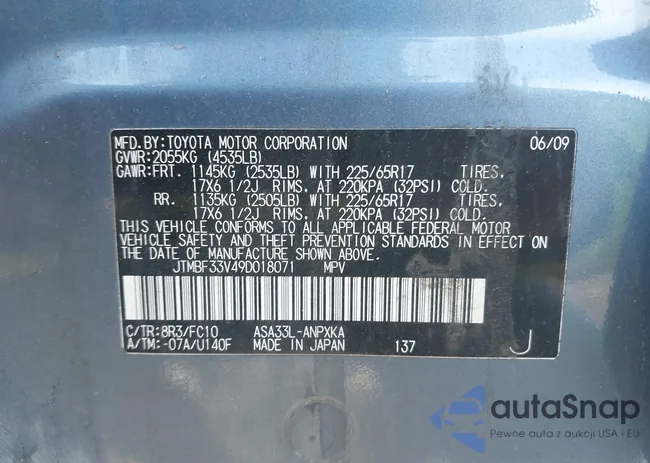 MFD.BY:TOYOTA MOTOR CORPORATION 06/09
GVWR:2055KG (4535LB)
GAWR:FRT. 1145KG (2535LB) WITH 225/65R17 TIRES.
17X6 1/2J RIMS. AT 220KPA (32PSI) COLD.
RR. 1135KG (2505LB) WITH 225/65R17 TIRES.
17X6 1/2J RIMS. AT 220KPA (32PSI) COLD.
THIS VEHICLE CONFORMS TO ALL APPLICABLE FEDERAL MOTOR
VEHICLE SAFETY AND THEFT PREVENTION STANDARDS IN EFFECT ON
THE DATE OF MANUFACTURE SHOWN ABOVE.
JTMBF33V49D018071 MPV
C/TR:8R3/FC10 ASA33L-ANPXKA
A/TM:-07A/U140F MADE IN JAPAN 137 J
autaSnap
Pewne auta z aukcji USA i EU